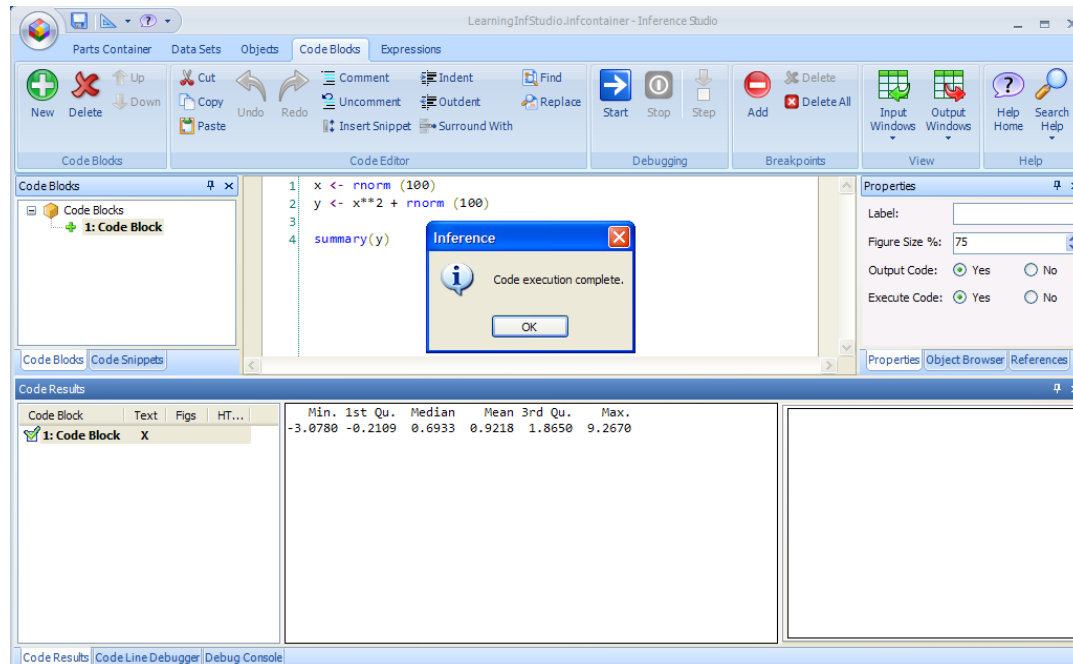 LearningInfStudio.infcontainer - Inference Studio
Parts Container Data Sets Objects Code Blocks Expressions
New Delete Up Down
Cut Copy Paste Undo Redo
Comment Uncomment Insert Snippet
Indent Outdent Surround With
Find Replace
Start Stop Step
Add Delete Delete All
Input Windows Output Windows
Help Home Search Help
Code Blocks Code Editor Debugging Breakpoints View Help
Code Blocks
Code Blocks
1: Code Block
Code Blocks Code Snippets
1 x <- rnorm (100)
2 y <- x**2 + rnorm (100)
3
4 summary(y)
Inference
Code execution complete.
OK
Properties
Label:
Figure Size %: 75
Output Code: Yes No
Execute Code: Yes No
Properties Object Browser References
Code Results
Code Block Text Figs HT...
1: Code Block X
Min. 1st Qu. Median Mean 3rd Qu. Max.
-3.0780 -0.2109 0.6933 0.9218 1.8650 9.2670
Code Results Code Line Debugger Debug Console